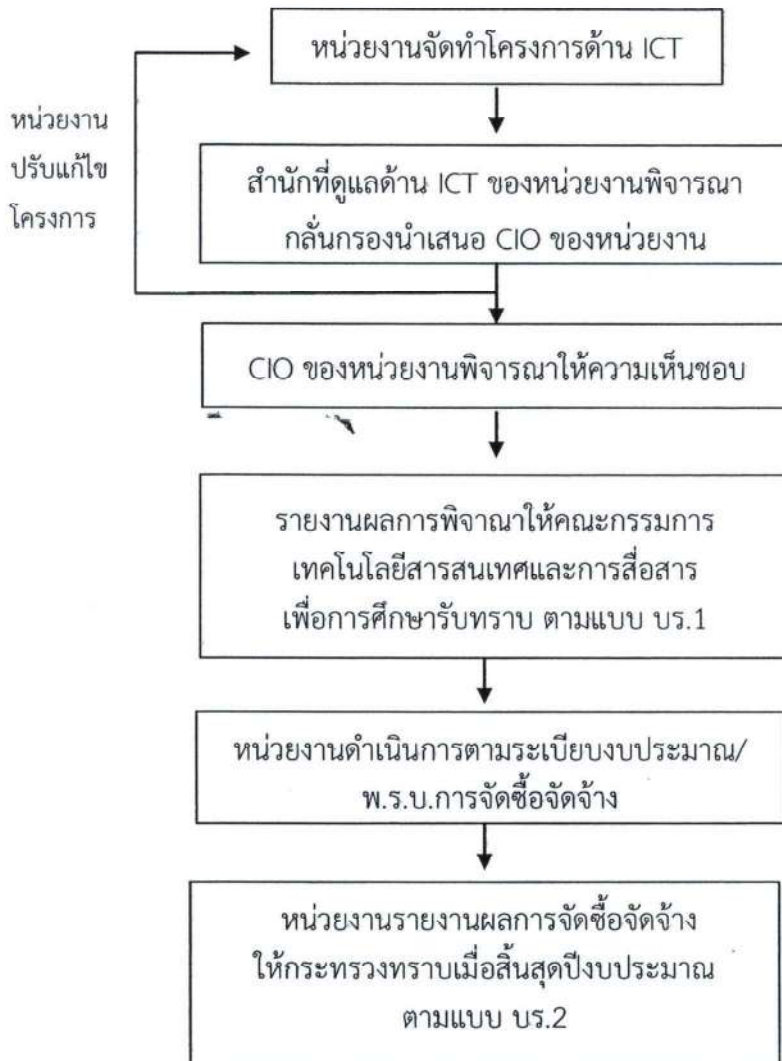 หน่วยงานจัดทำโครงการด้าน ICT
หน่วยงาน
ปรับแก้ไข
โครงการ
สำนักที่ดูแลด้าน ICT ของหน่วยงานพิจารณา
กลั่นกรองนำเสนอ CIO ของหน่วยงาน
CIO ของหน่วยงานพิจารณาให้ความเห็นชอบ
รายงานผลการพิจาณาให้คณะกรรมการ
เทคโนโลยีสารสนเทศและการสื่อสาร
เพื่อการศึกษารับทราบ ตามแบบ บร.1
หน่วยงานดำเนินการตามระเบียบงบประมาณ/
พ.ร.บ.การจัดซื้อจัดจ้าง
หน่วยงานรายงานผลการจัดซื้อจัดจ้าง
ให้กระทรวงทราบเมื่อสิ้นสุดปีงบประมาณ
ตามแบบ บร.2